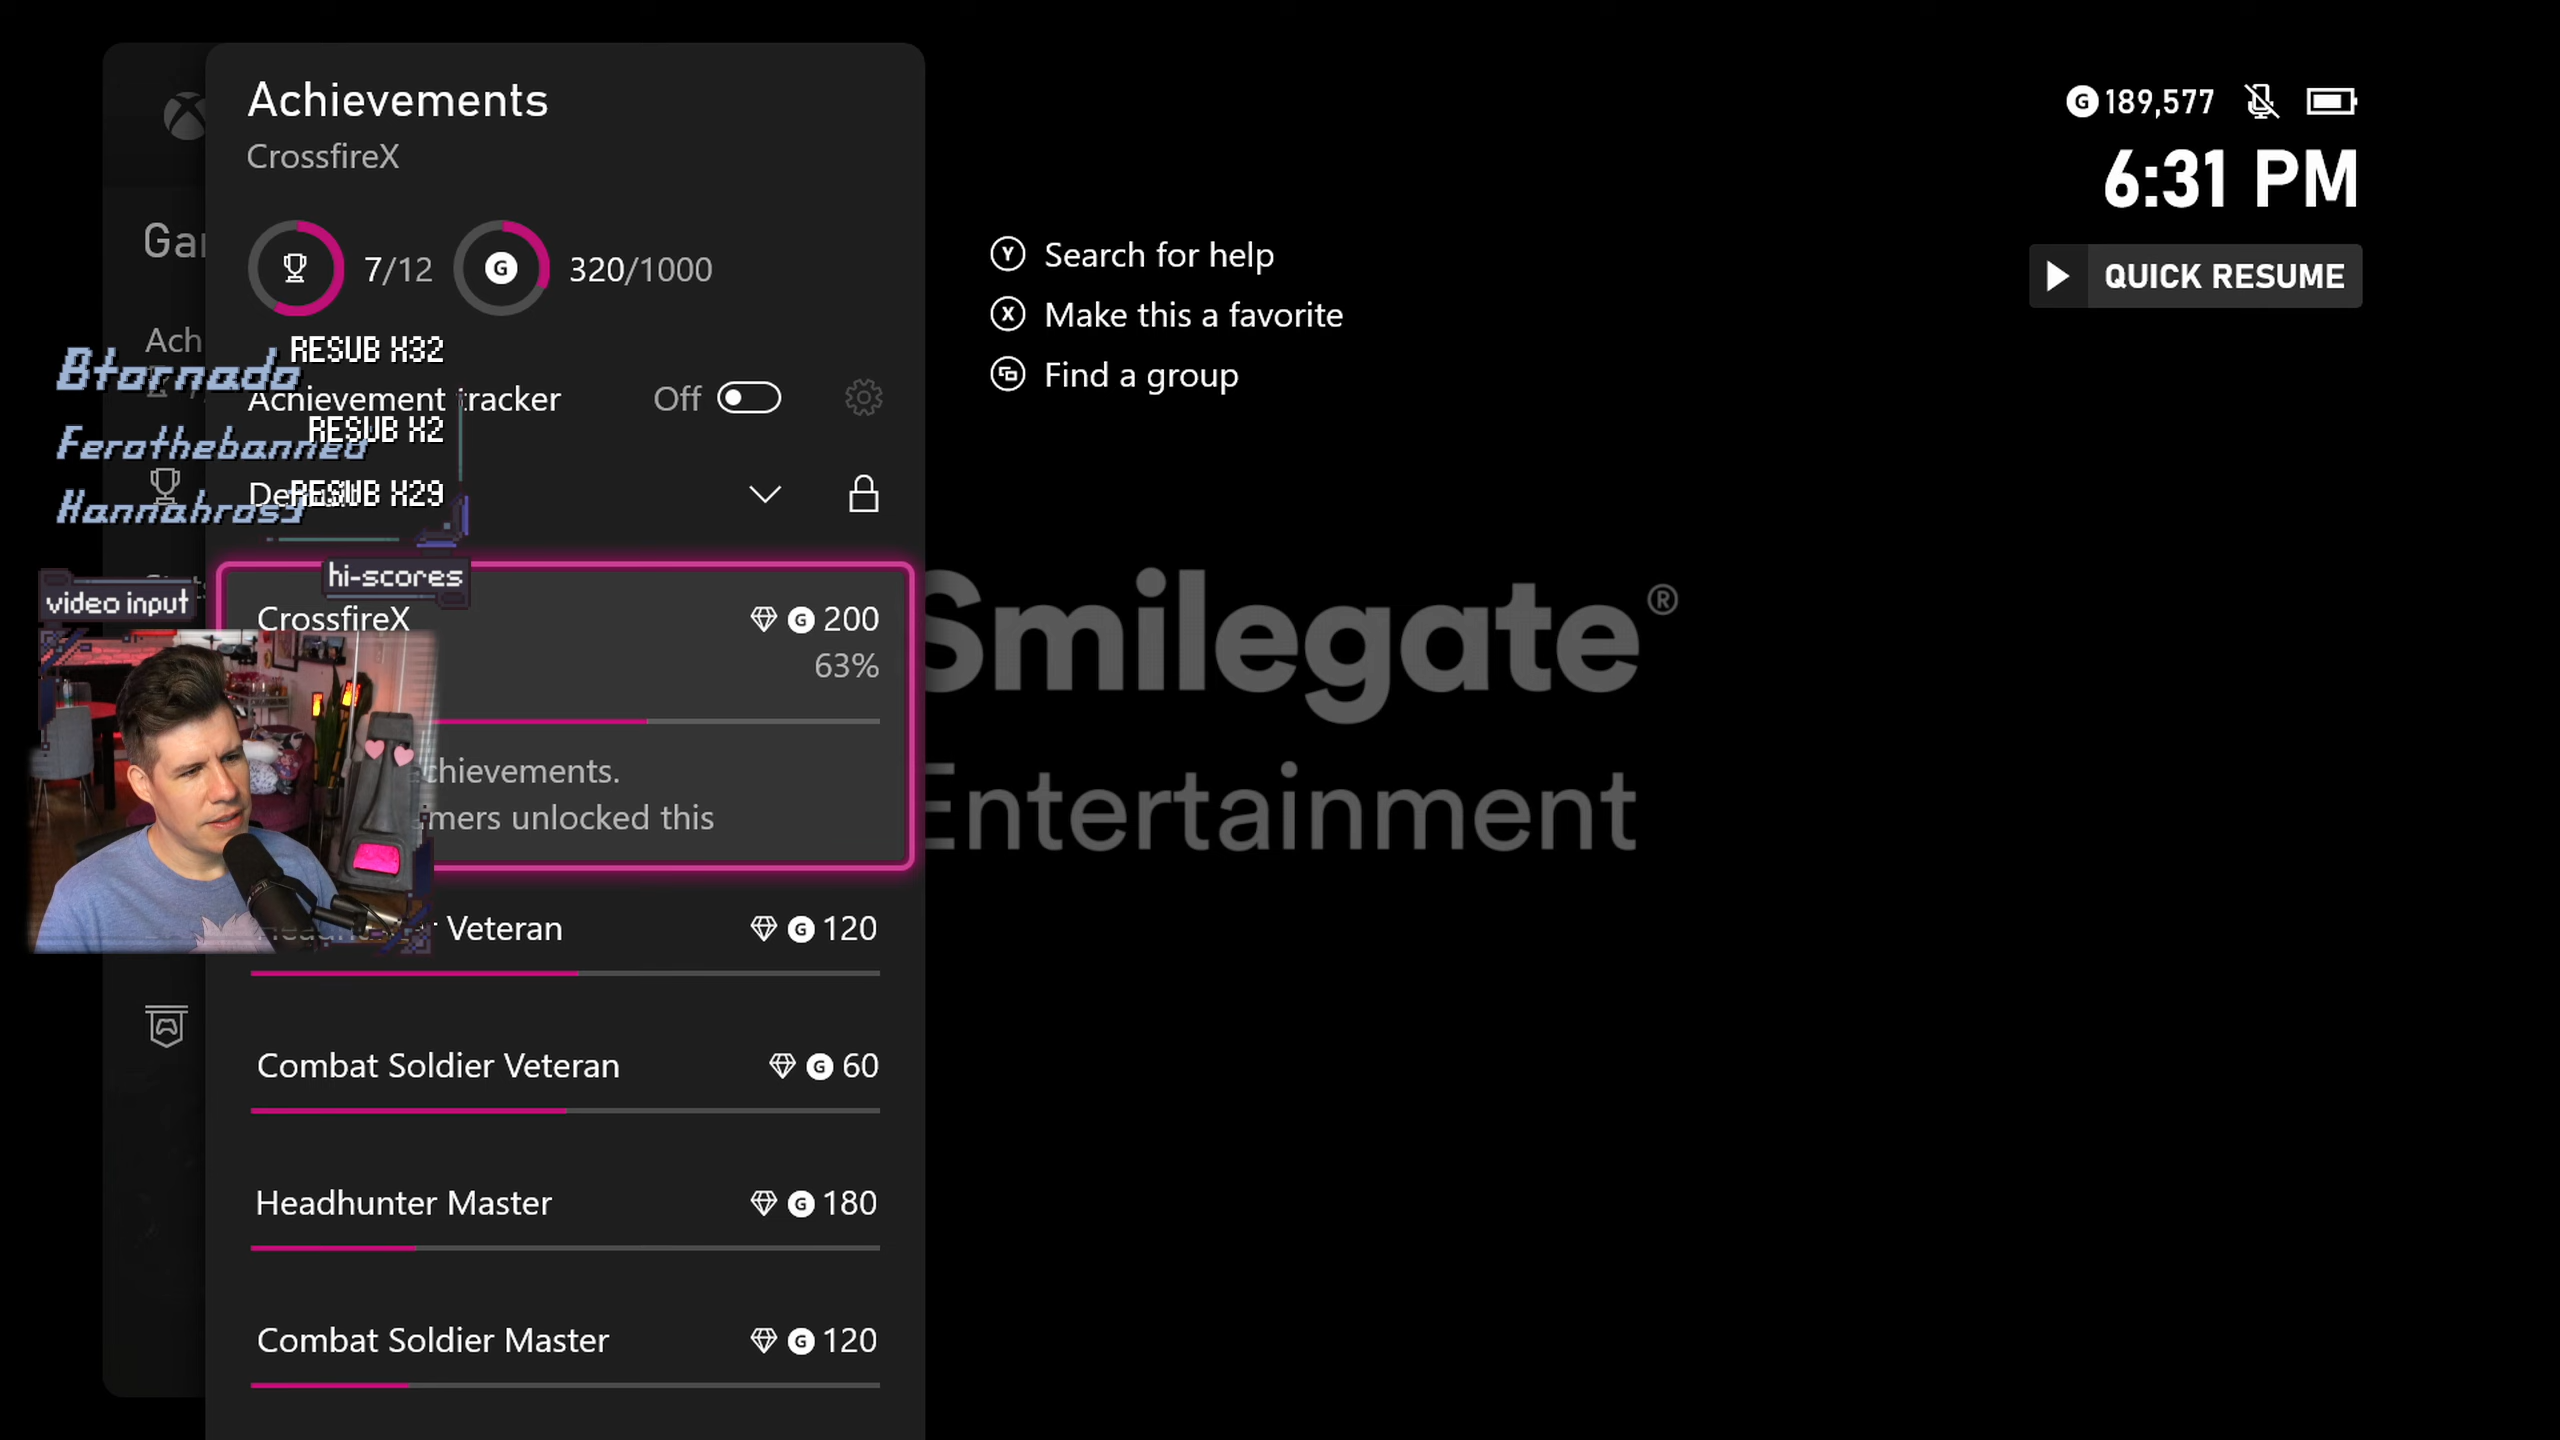 Achievements
CrossfireX
7/12
320/1000
G 189,577
6:31 PM
QUICK RESUME
Search for help
Make this a favorite
Find a group
Ach
RESUB X32
Btornado
Achievement tracker
Off
RESUB X2
Ferothebanned
RESUB X29
Hannahrosj
hi-scores
video input
CrossfireX
G 200
63%
chievements.
mers unlocked this
Veteran
G 120
Combat Soldier Veteran
G 60
Headhunter Master
G 180
Combat Soldier Master
G 120
Smilegate®
Entertainment